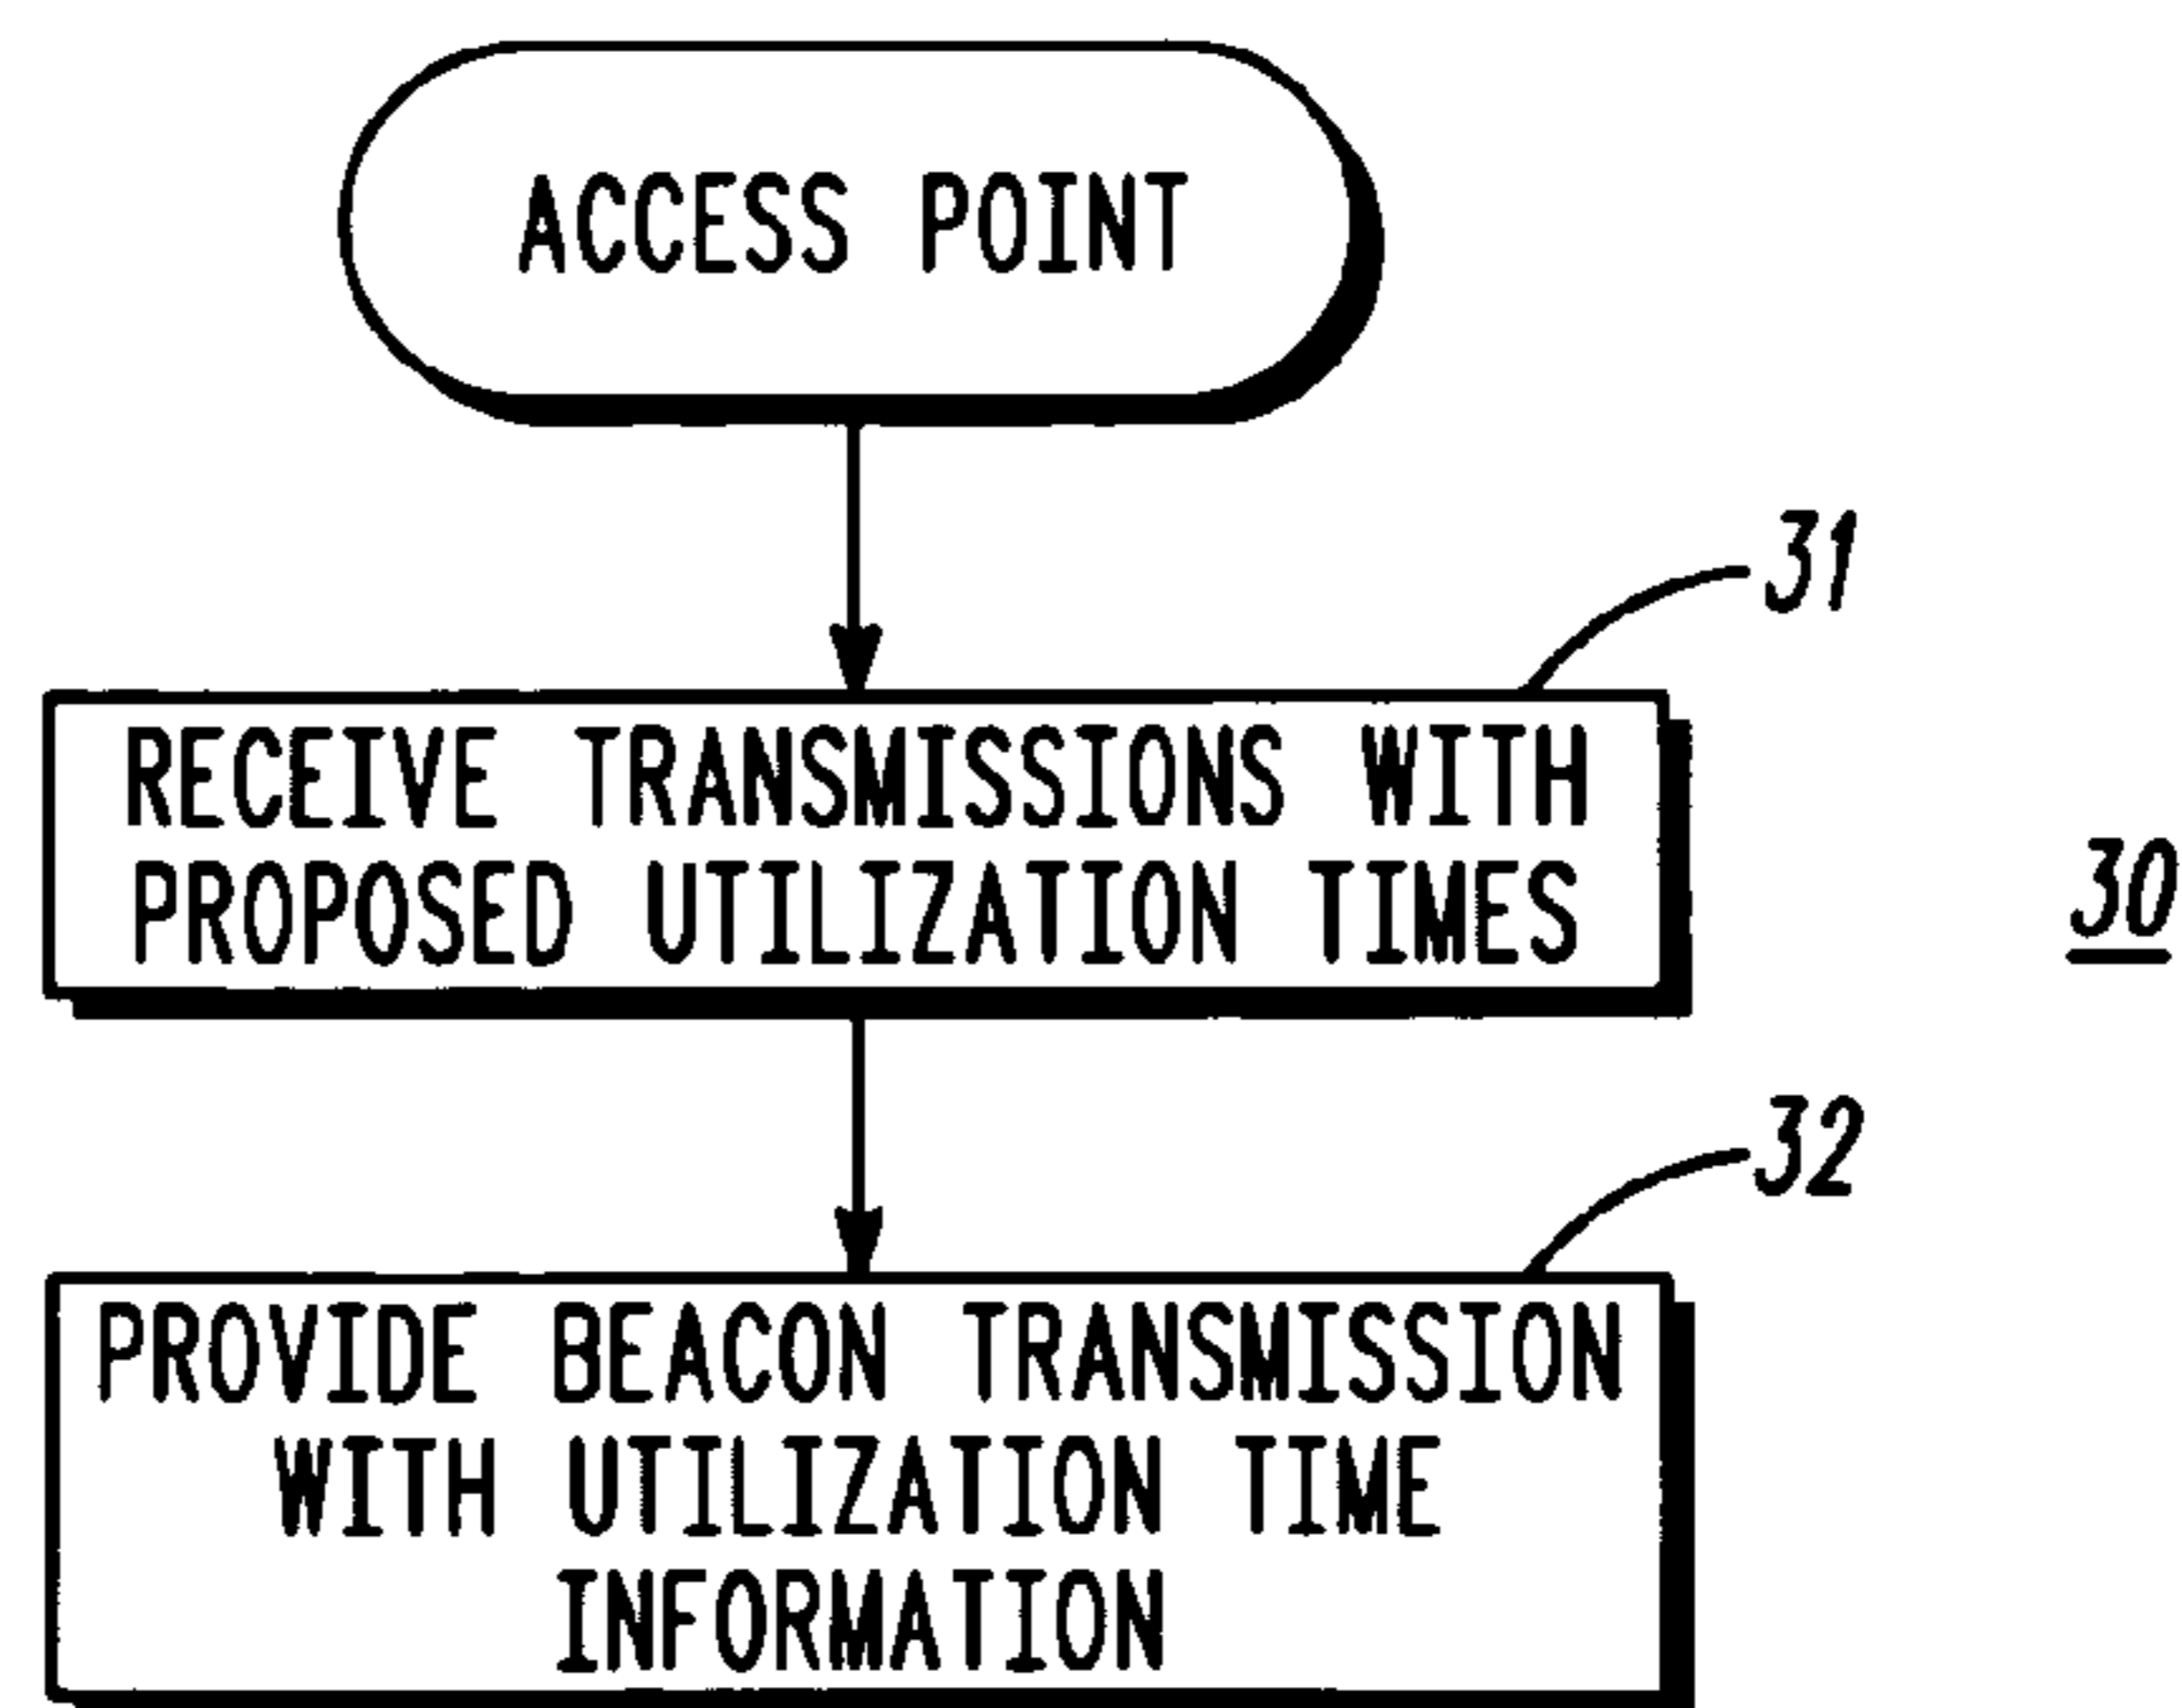 ACCESS POINT
31
RECEIVE TRANSMISSIONS WITH
PROPOSED UTILIZATION TIMES
30
32
PROVIDE BEACON TRANSMISSION
WITH UTILIZATION TIME
INFORMATION